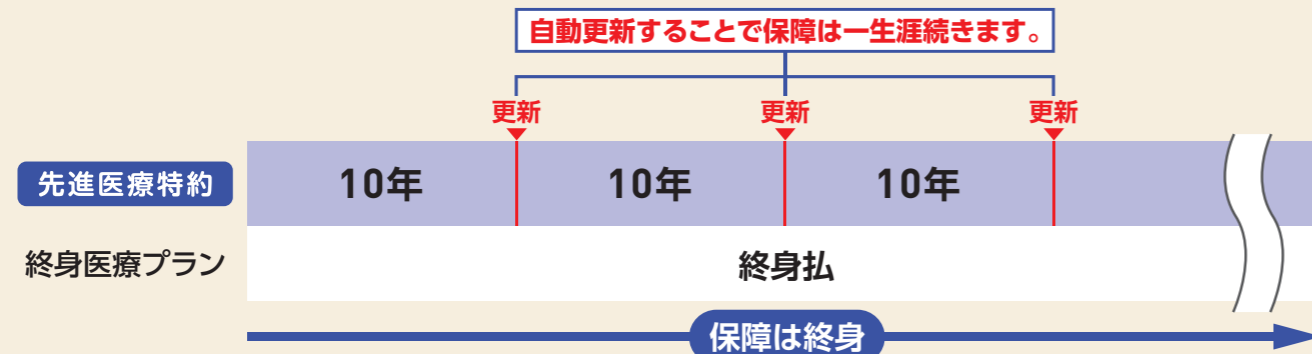 自動更新することで保障は一生涯続きます。
更新 更新 更新
先進医療特約 10年 10年 10年
終身医療プラン 終身払
保障は終身